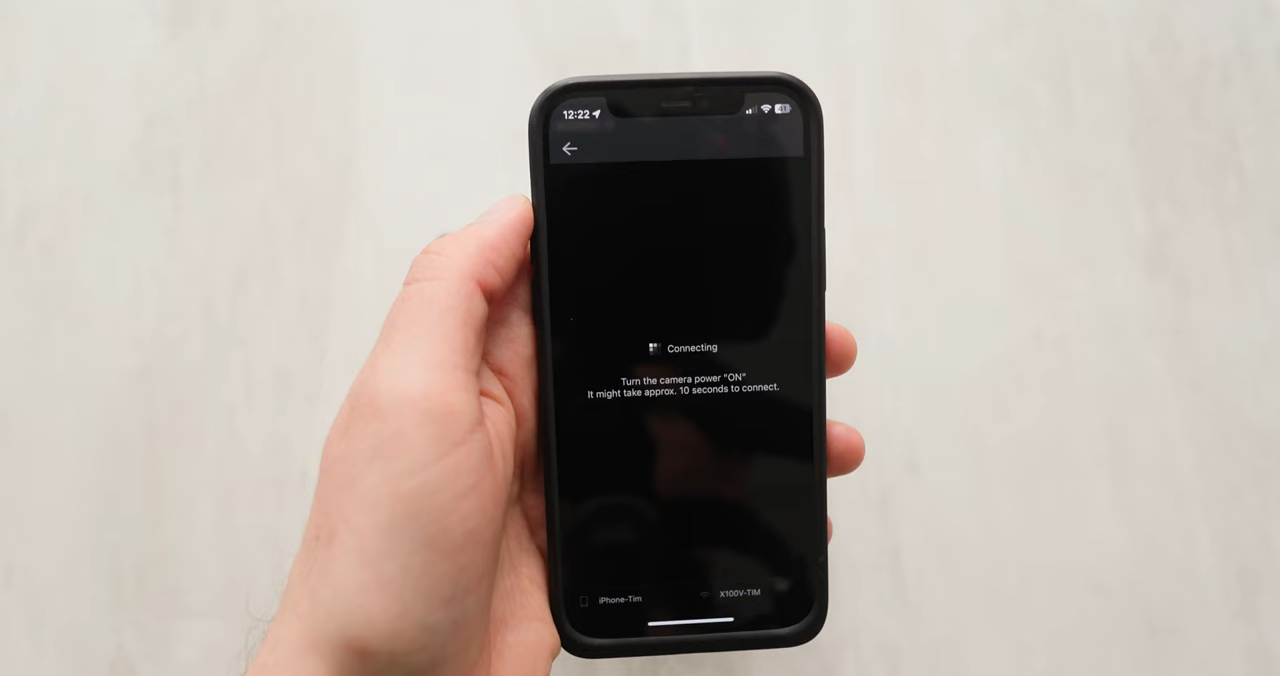 12:22
41
Connecting
Turn the camera power "ON"
It might take approx. 10 seconds to connect.
iPhone-Tim
X100V-TIM